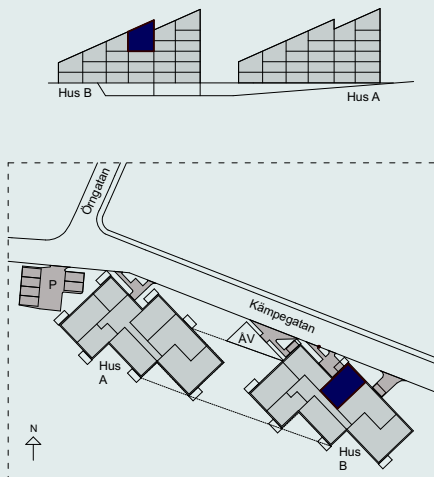 Hus B
Hus A
Örngatan
P
Kämpegatan
ÅV
Hus
A
N
Hus
B